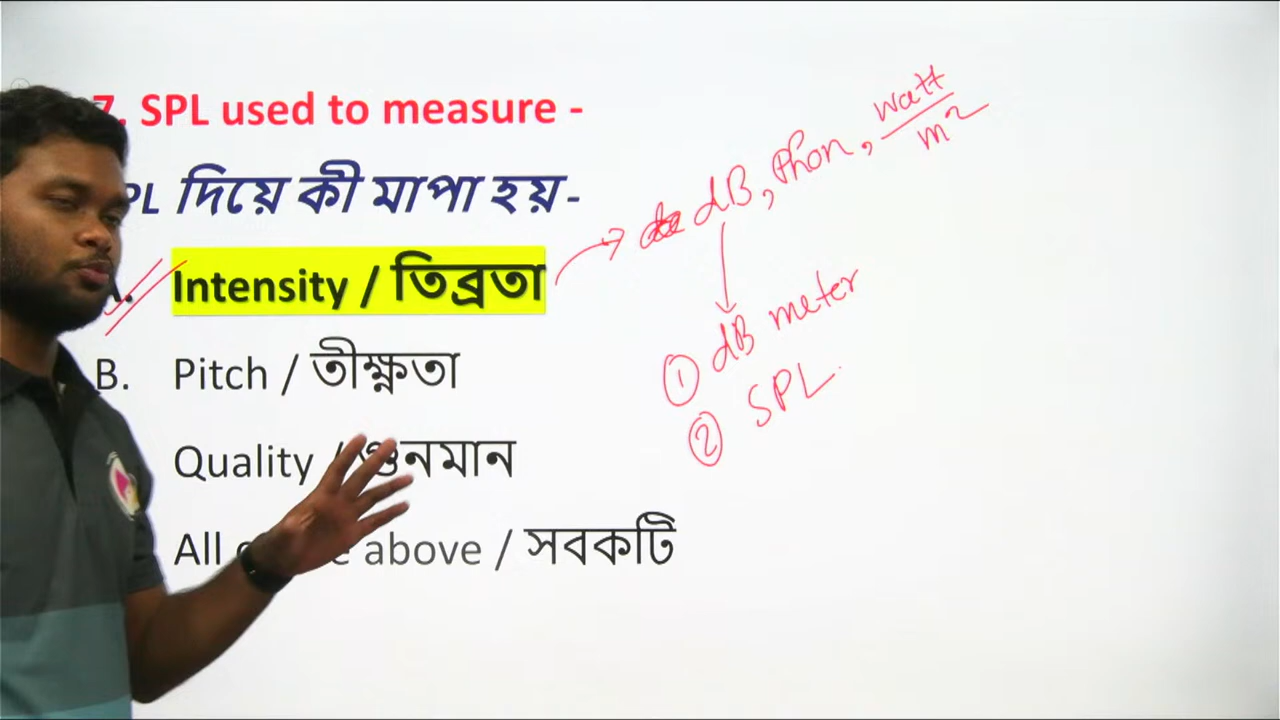 7. SPL used to measure -
PL দিয়ে কী মাপা হয়-
Intensity / তিব্রতা
B. Pitch / তীক্ষ্ণতা
Quality / গুনমান
All above / সবকটি
dB, Phon, watt/m²
① dB meter
② SPL